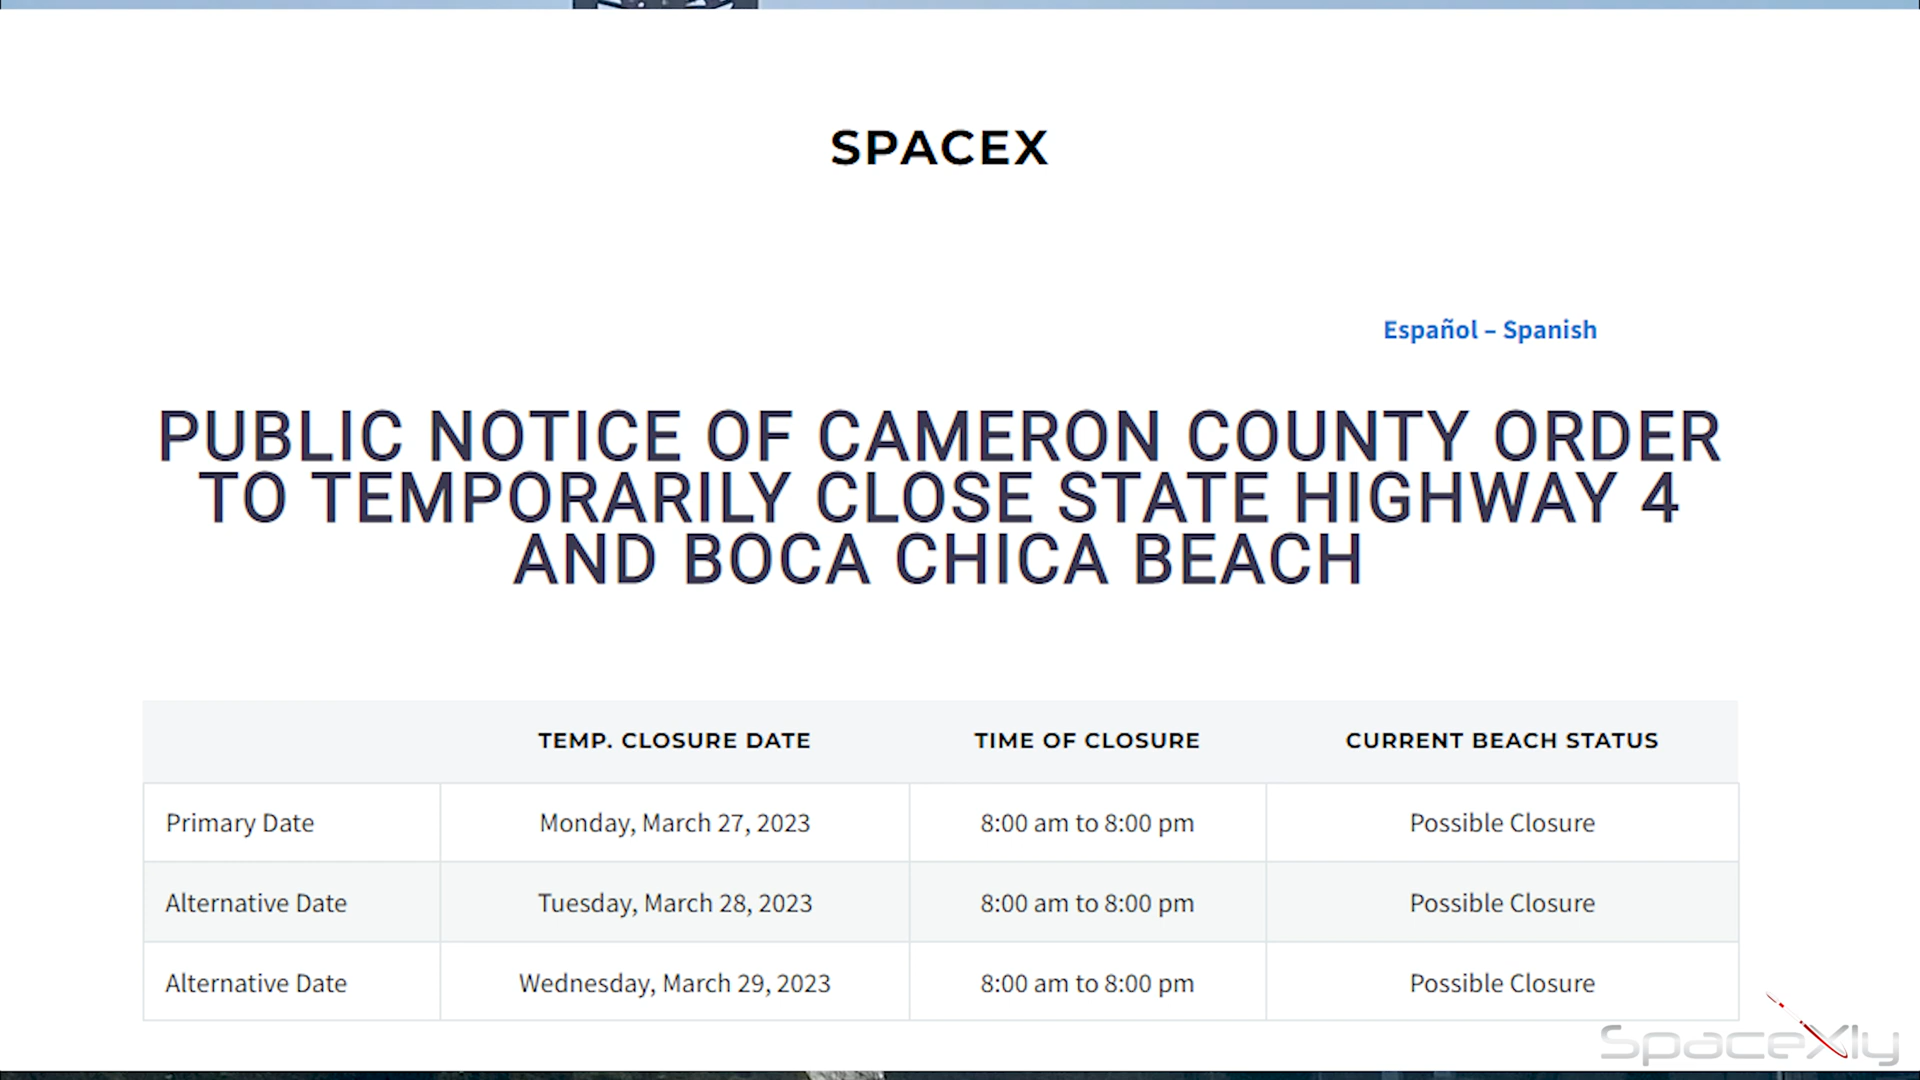 SPACEX
Español – Spanish
PUBLIC NOTICE OF CAMERON COUNTY ORDER
TO TEMPORARILY CLOSE STATE HIGHWAY 4
AND BOCA CHICA BEACH
TEMP. CLOSURE DATE TIME OF CLOSURE CURRENT BEACH STATUS
Primary Date Monday, March 27, 2023 8:00 am to 8:00 pm Possible Closure
Alternative Date Tuesday, March 28, 2023 8:00 am to 8:00 pm Possible Closure
Alternative Date Wednesday, March 29, 2023 8:00 am to 8:00 pm Possible Closure
SpaceXly